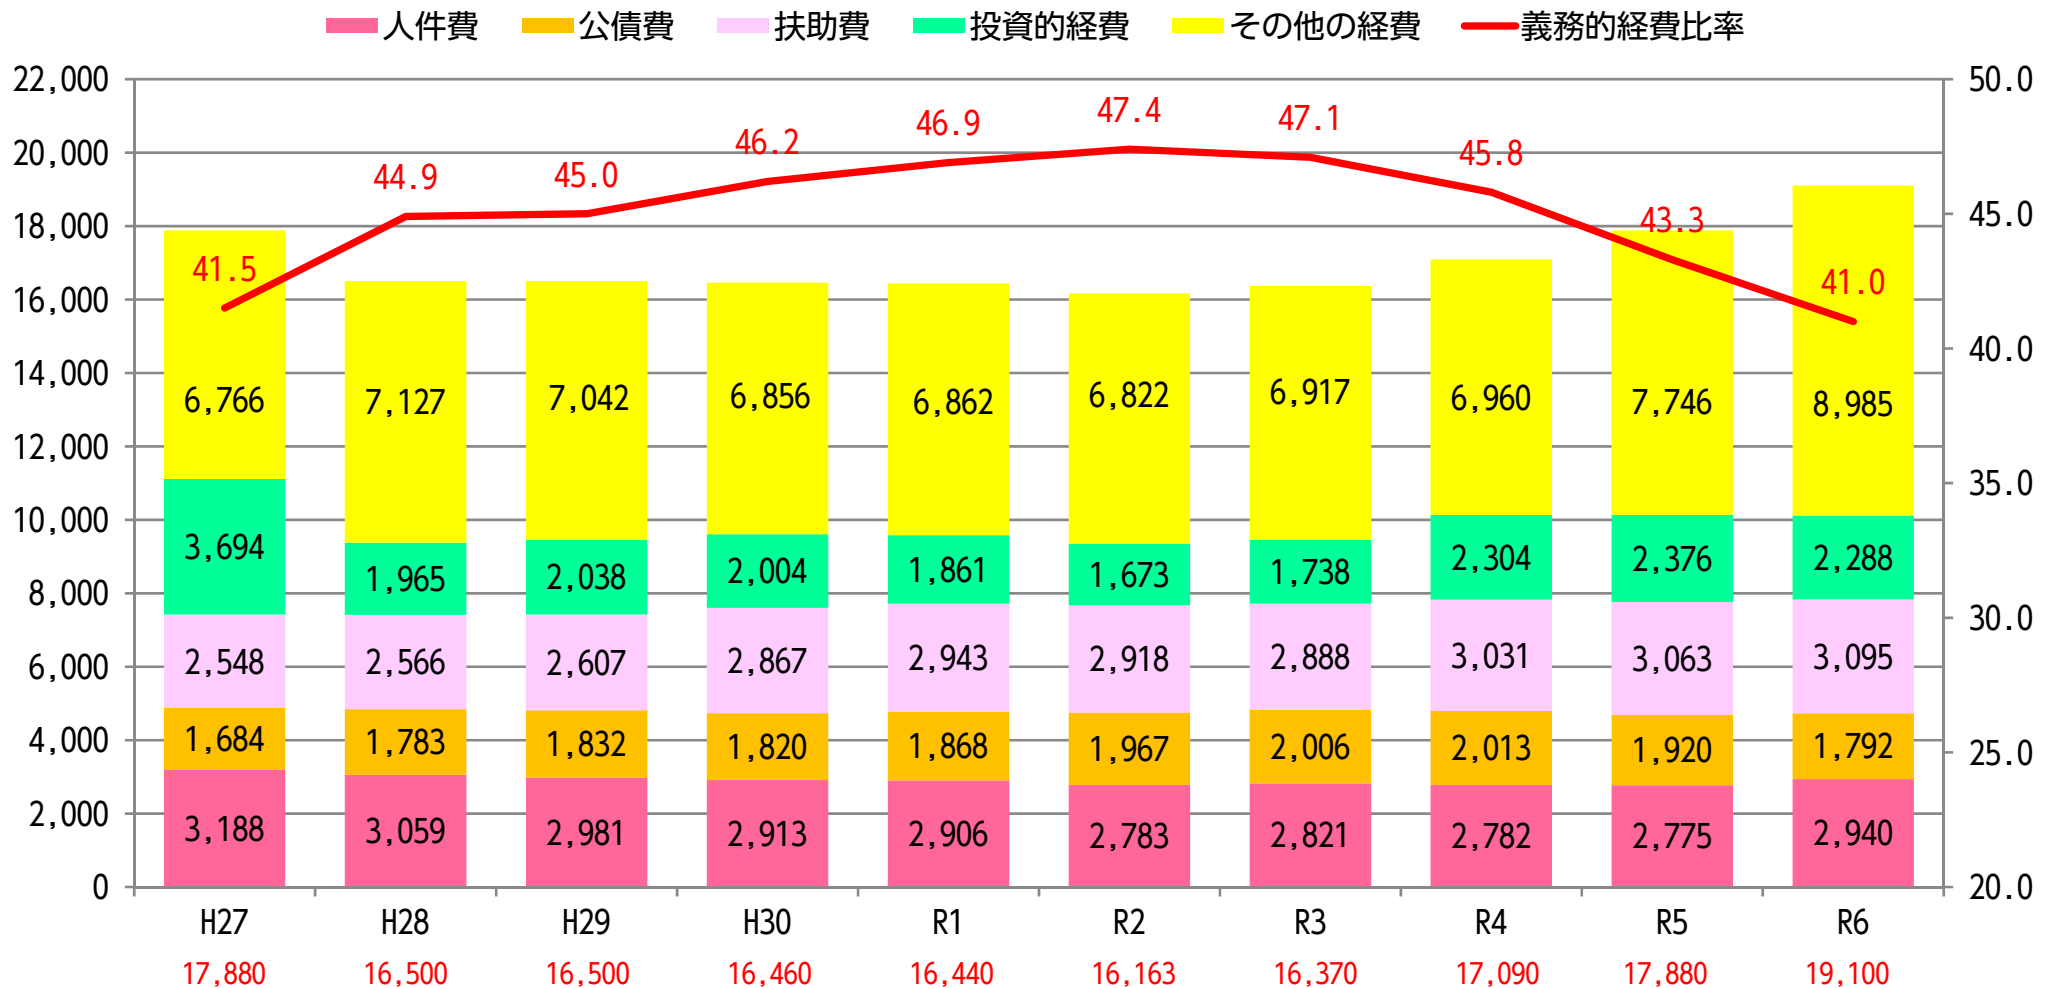 人件費 公債費 扶助費 投資的経費 その他の経費 義務的経費比率
22,000 50.0
20,000
18,000 45.0
16,000
14,000 40.0
12,000
10,000 35.0
8,000
6,000 30.0
4,000 25.0
2,000
0 20.0
41.5 44.9 45.0 46.2 46.9 47.4 47.1 45.8 43.3 41.0
6,766 7,127 7,042 6,856 6,862 6,822 6,917 6,960 7,746 8,985
3,694 1,965 2,038 2,004 1,861 1,673 1,738 2,304 2,376 2,288
2,548 2,566 2,607 2,867 2,943 2,918 2,888 3,031 3,063 3,095
1,684 1,783 1,832 1,820 1,868 1,967 2,006 2,013 1,920 1,792
3,188 3,059 2,981 2,913 2,906 2,783 2,821 2,782 2,775 2,940
H27 H28 H29 H30 R1 R2 R3 R4 R5 R6
17,880 16,500 16,500 16,460 16,440 16,163 16,370 17,090 17,880 19,100